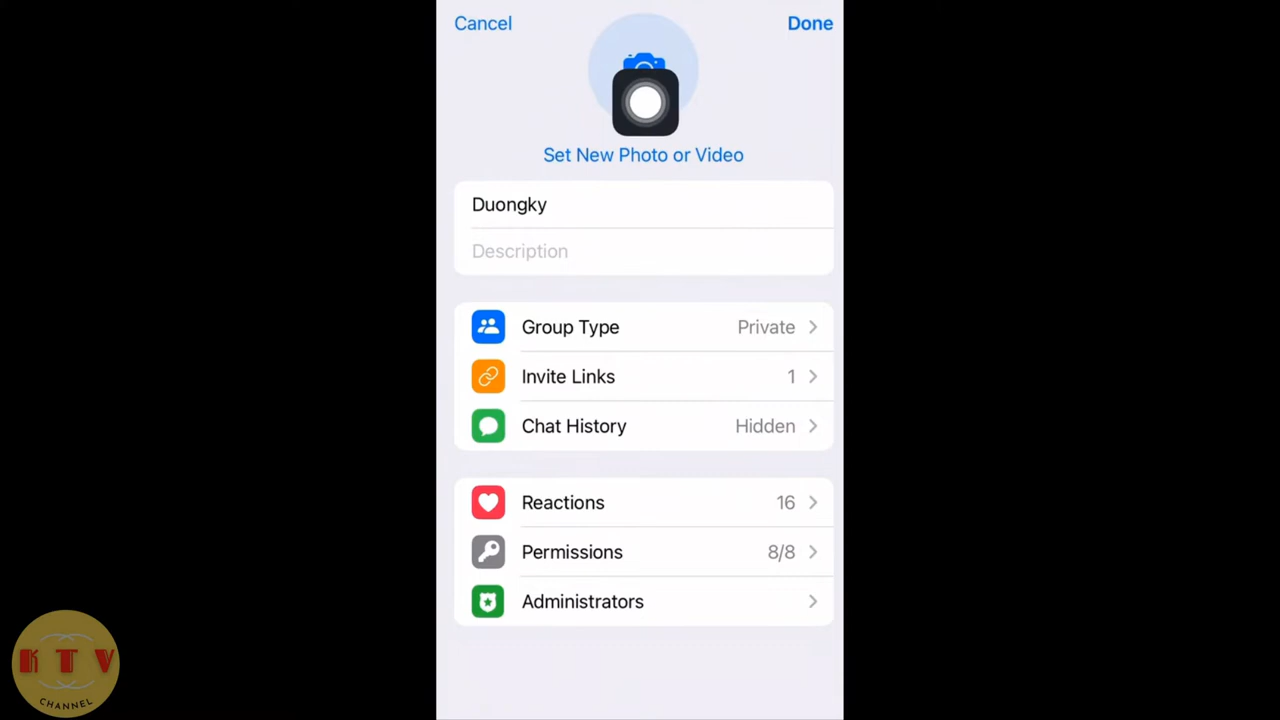 Cancel
Done
Set New Photo or Video
Duongky
Description
Group Type
Private
Invite Links
1
Chat History
Hidden
Reactions
16
Permissions
8/8
Administrators
KTV
CHANNEL